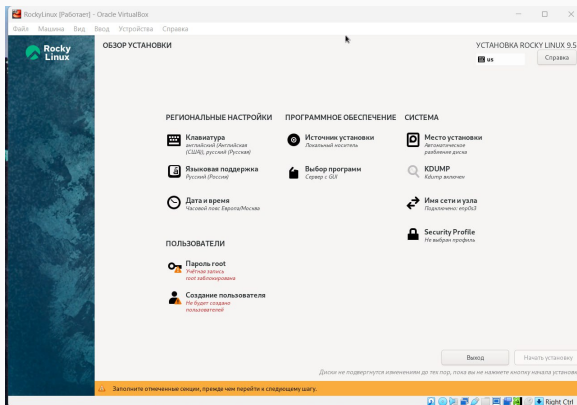 RockyLinux [Работает] - Oracle VirtualBox
Файл Машина Вид Ввод Устройства Справка
Rocky
Linux
ОБЗОР УСТАНОВКИ
УСТАНОВКА ROCKY LINUX 9.5
us
Справка
РЕГИОНАЛЬНЫЕ НАСТРОЙКИ
Клавиатура
английский (Английская
(США)), русский (Русская)
Языковая поддержка
Русский (Россия)
Дата и время
Часовой пояс Европа/Москва
ПРОГРАММНОЕ ОБЕСПЕЧЕНИЕ
Источник установки
Локальный носитель
Выбор программ
Сервер с GUI
СИСТЕМА
Место установки
Автоматическое
разбиение диска
KDUMP
Kdump включен
Имя сети и узла
Подключено: enp0s3
Security Profile
Не выбран профиль
ПОЛЬЗОВАТЕЛИ
Пароль root
Учётная запись
root заблокирована
Создание пользователя
Не будет создано
пользователей
Выход
Начать установку
Диски не подвергнутся изменениям до тех пор, пока вы не нажмете кнопку начала установк
Заполните отмеченные секции, прежде чем перейти к следующему шагу.
Right Ctrl